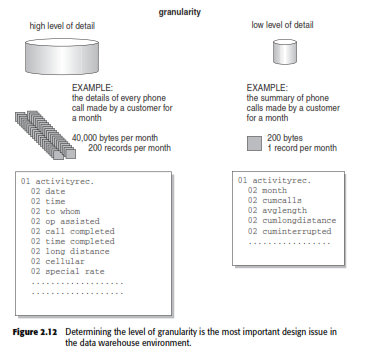 granularity
high level of detail
low level of detail
EXAMPLE:
the details of every phone
call made by a customer for
a month
40,000 bytes per month
200 records per month
EXAMPLE:
the summary of phone
calls made by a customer
for a month
200 bytes
1 record per month
01 activityrec.
02 date
02 time
02 to whom
02 op assisted
02 call completed
02 time completed
02 long distance
02 cellular
02 special rate
..................
..................
01 activityrec.
02 month
02 cumcalls
02 avglength
02 cumlongdistance
02 cuminterrupted
................
Figure 2.12 Determining the level of granularity is the most important design issue in
the data warehouse environment.